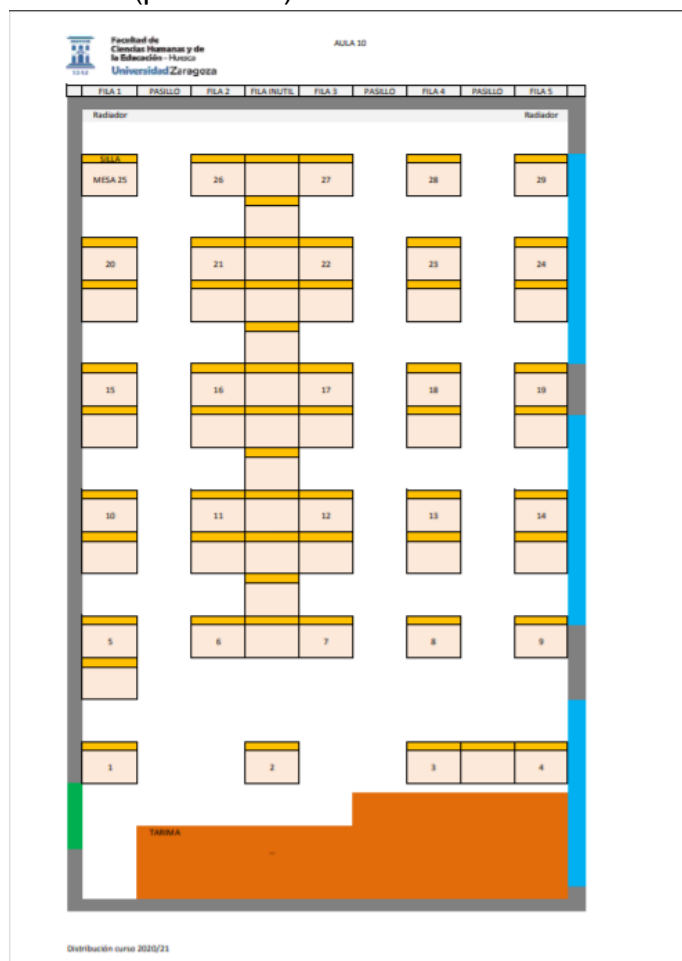 Facultad de
Ciencias Humanas y de
la Educación - Huesca
Universidad Zaragoza
1542
AULA 10
FILA 1 PASILLO FILA 2 FILA INUTIL FILA 3 PASILLO FILA 4 PASILLO FILA 5
Radiador Radiador
SILLA
MESA 25 26 27 28 29
20 21 22 23 24
15 16 17 18 19
10 11 12 13 14
5 6 7 8 9
1 2 3 4
TARIMA
Distribución curso 2020/21